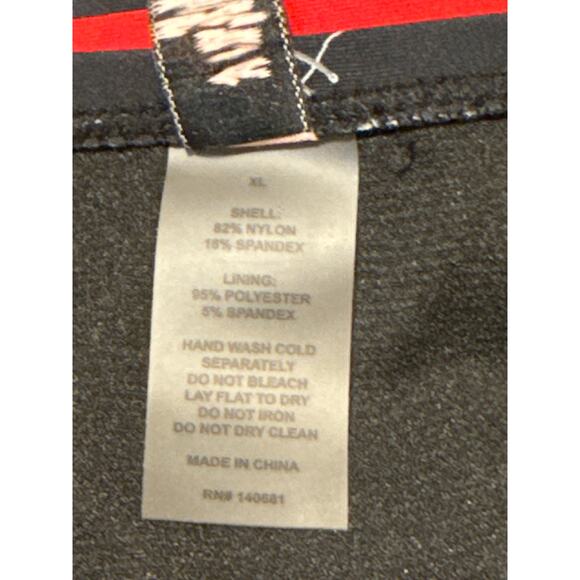 XL
SHELL:
82% NYLON
18% SPANDEX
LINING:
95% POLYESTER
5% SPANDEX
HAND WASH COLD
SEPARATELY
DO NOT BLEACH
LAY FLAT TO DRY
DO NOT IRON
DO NOT DRY CLEAN
MADE IN CHINA
RN# 140681